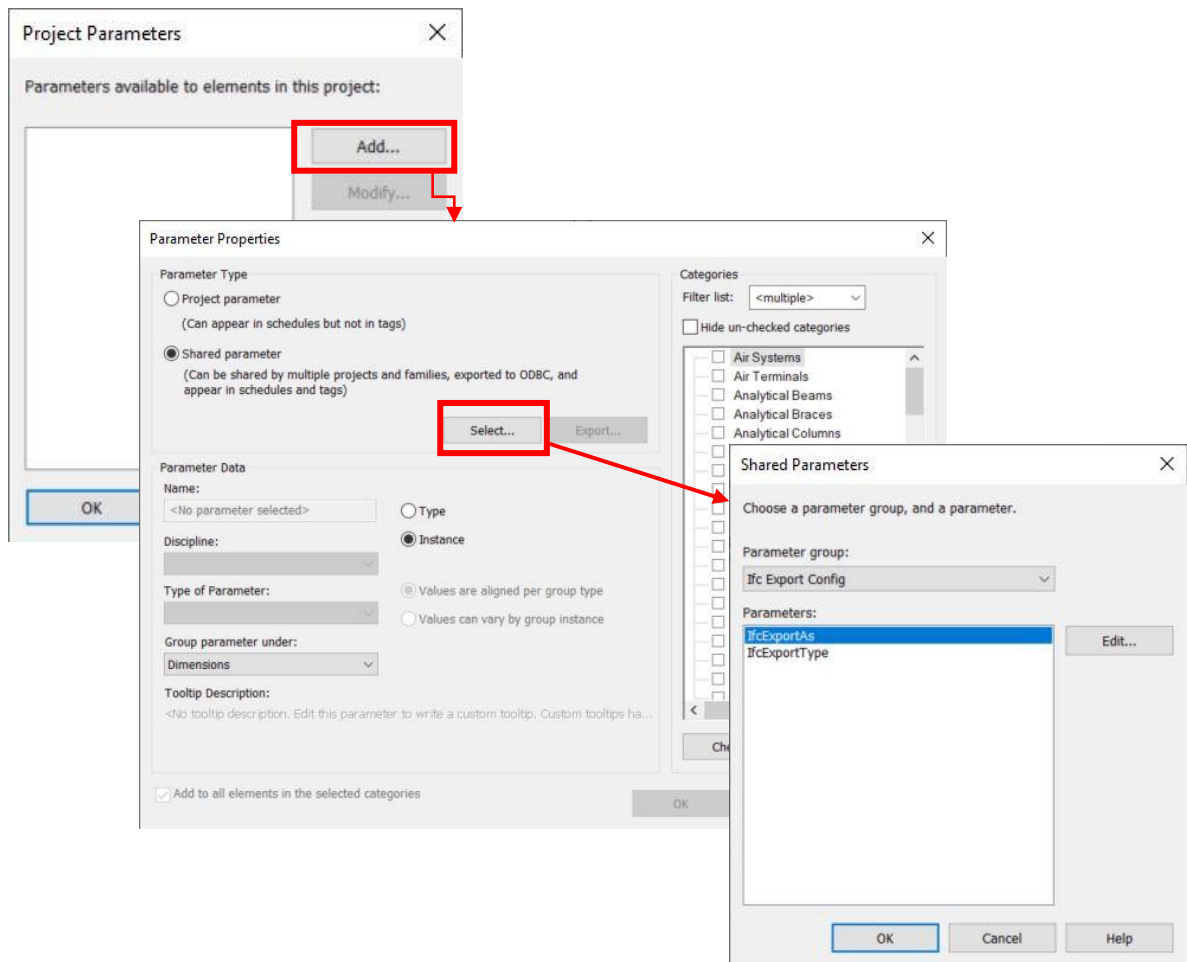 Project Parameters
Parameters available to elements in this project:
Add...
Modify...
OK
Parameter Properties
Parameter Type
Project parameter
(Can appear in schedules but not in tags)
Shared parameter
(Can be shared by multiple projects and families, exported to ODBC, and
appear in schedules and tags)
Select...
Export...
Parameter Data
Name:
<No parameter selected>
Type
Discipline:
Instance
Type of Parameter:
Values are aligned per group type
Values can vary by group instance
Group parameter under:
Dimensions
Tooltip Description:
<No tooltip description. Edit this parameter to write a custom tooltip. Custom tooltips ha...
Add to all elements in the selected categories
OK
Categories
Filter list:
<multiple>
Hide un-checked categories
Air Systems
Air Terminals
Analytical Beams
Analytical Braces
Analytical Columns
Che
Shared Parameters
Choose a parameter group, and a parameter.
Parameter group:
Ifc Export Config
Parameters:
IfcExportAs
IfcExportType
Edit...
OK
Cancel
Help